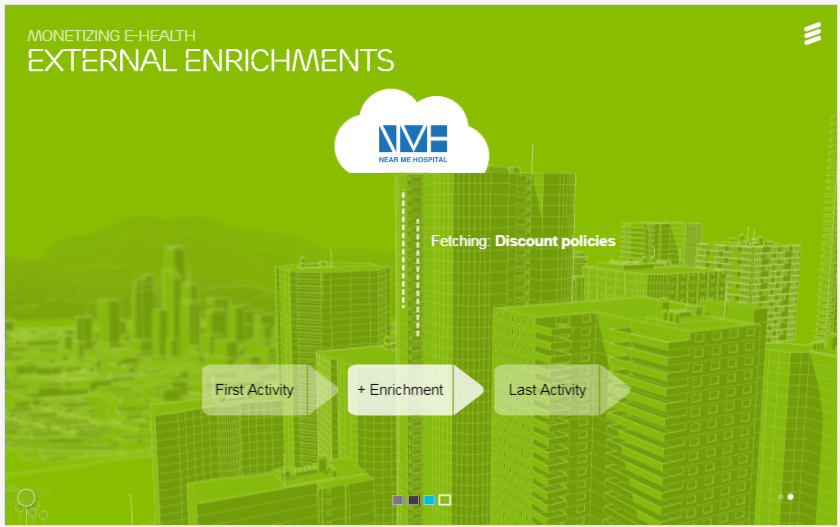 MONETIZING E-HEALTH
EXTERNAL ENRICHMENTS
NMH
NEAR ME HOSPITAL
Fetching: Discount policies
First Activity
+ Enrichment
Last Activity